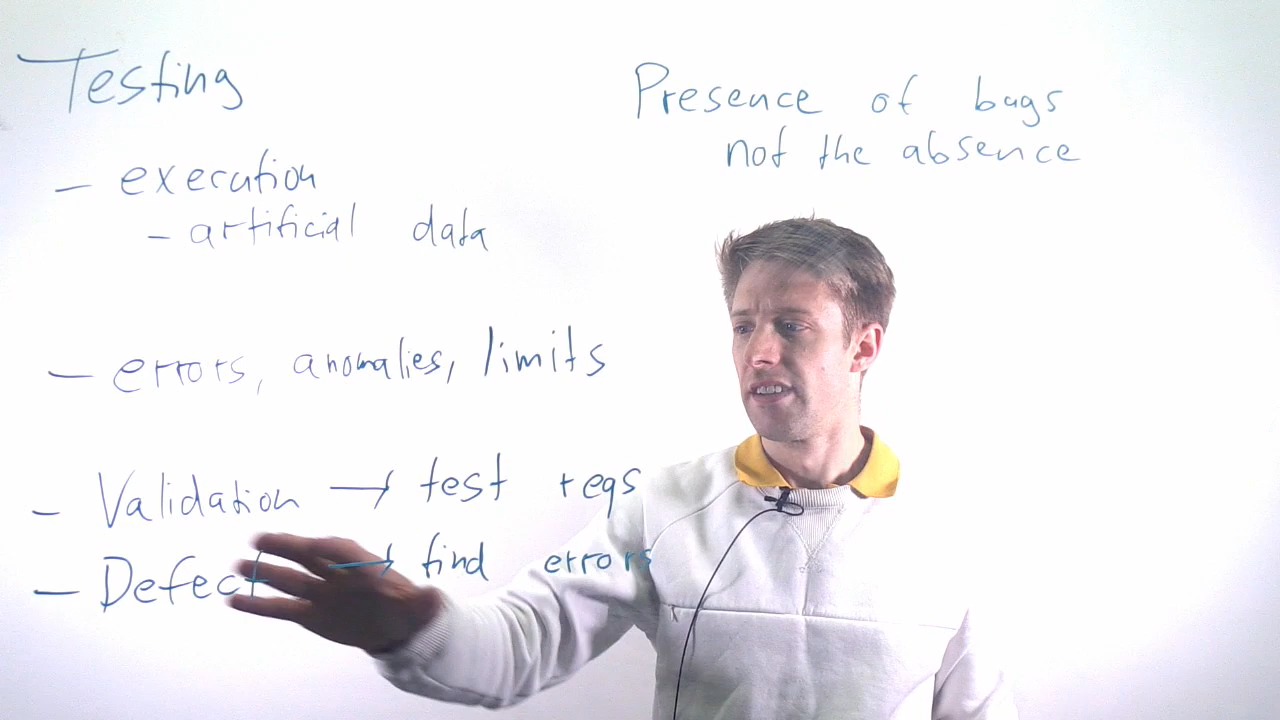 Testing
- execution
- artificial data
- errors, anomalies, limits
- Validation → test reqs
- Defect → find errors
Presence of bugs
not the absence